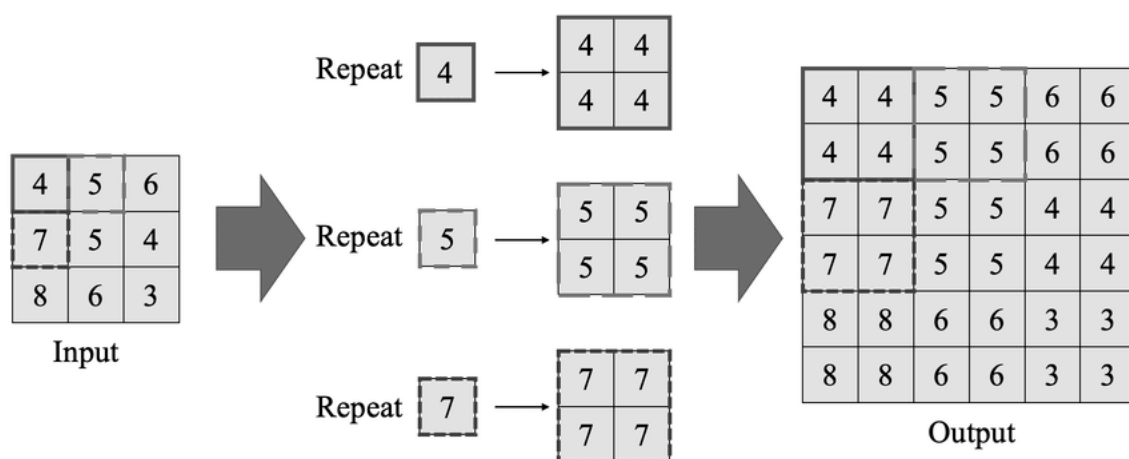 4 5 6
7 5 4
8 6 3
Input
Repeat 4
4 4
4 4
Repeat 5
5 5
5 5
Repeat 7
7 7
7 7
4 4 5 5 6 6
4 4 5 5 6 6
7 7 5 5 4 4
7 7 5 5 4 4
8 8 6 6 3 3
8 8 6 6 3 3
Output